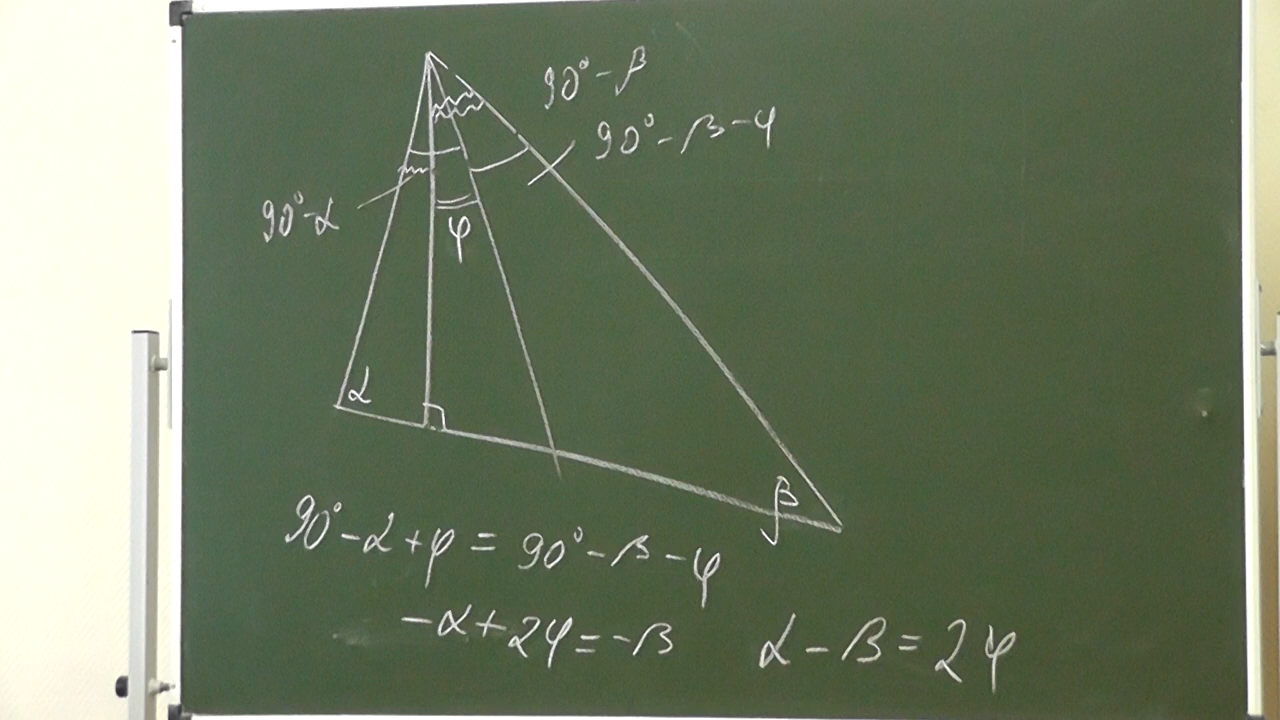 90° - β
90° - β - φ
90° - α
φ
α
β
90° - α + φ = 90° - β - φ
- α + 2φ = - β
α - β = 2φ